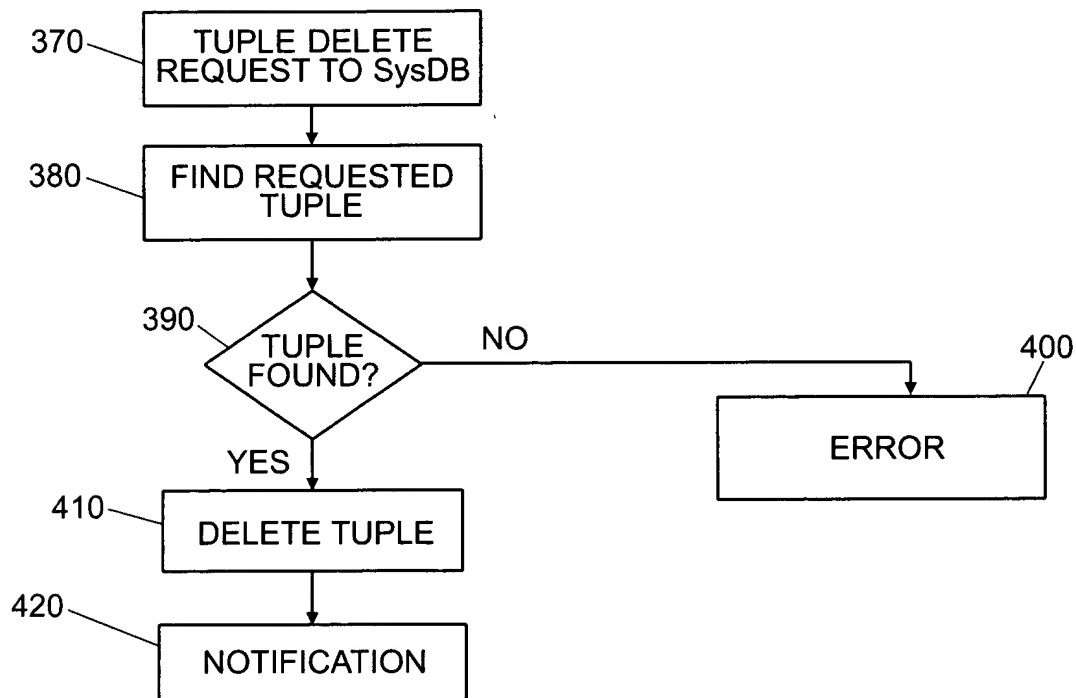 370
TUPLE DELETE
REQUEST TO SysDB
380
FIND REQUESTED
TUPLE
390
TUPLE
FOUND?
NO
400
ERROR
YES
410
DELETE TUPLE
420
NOTIFICATION